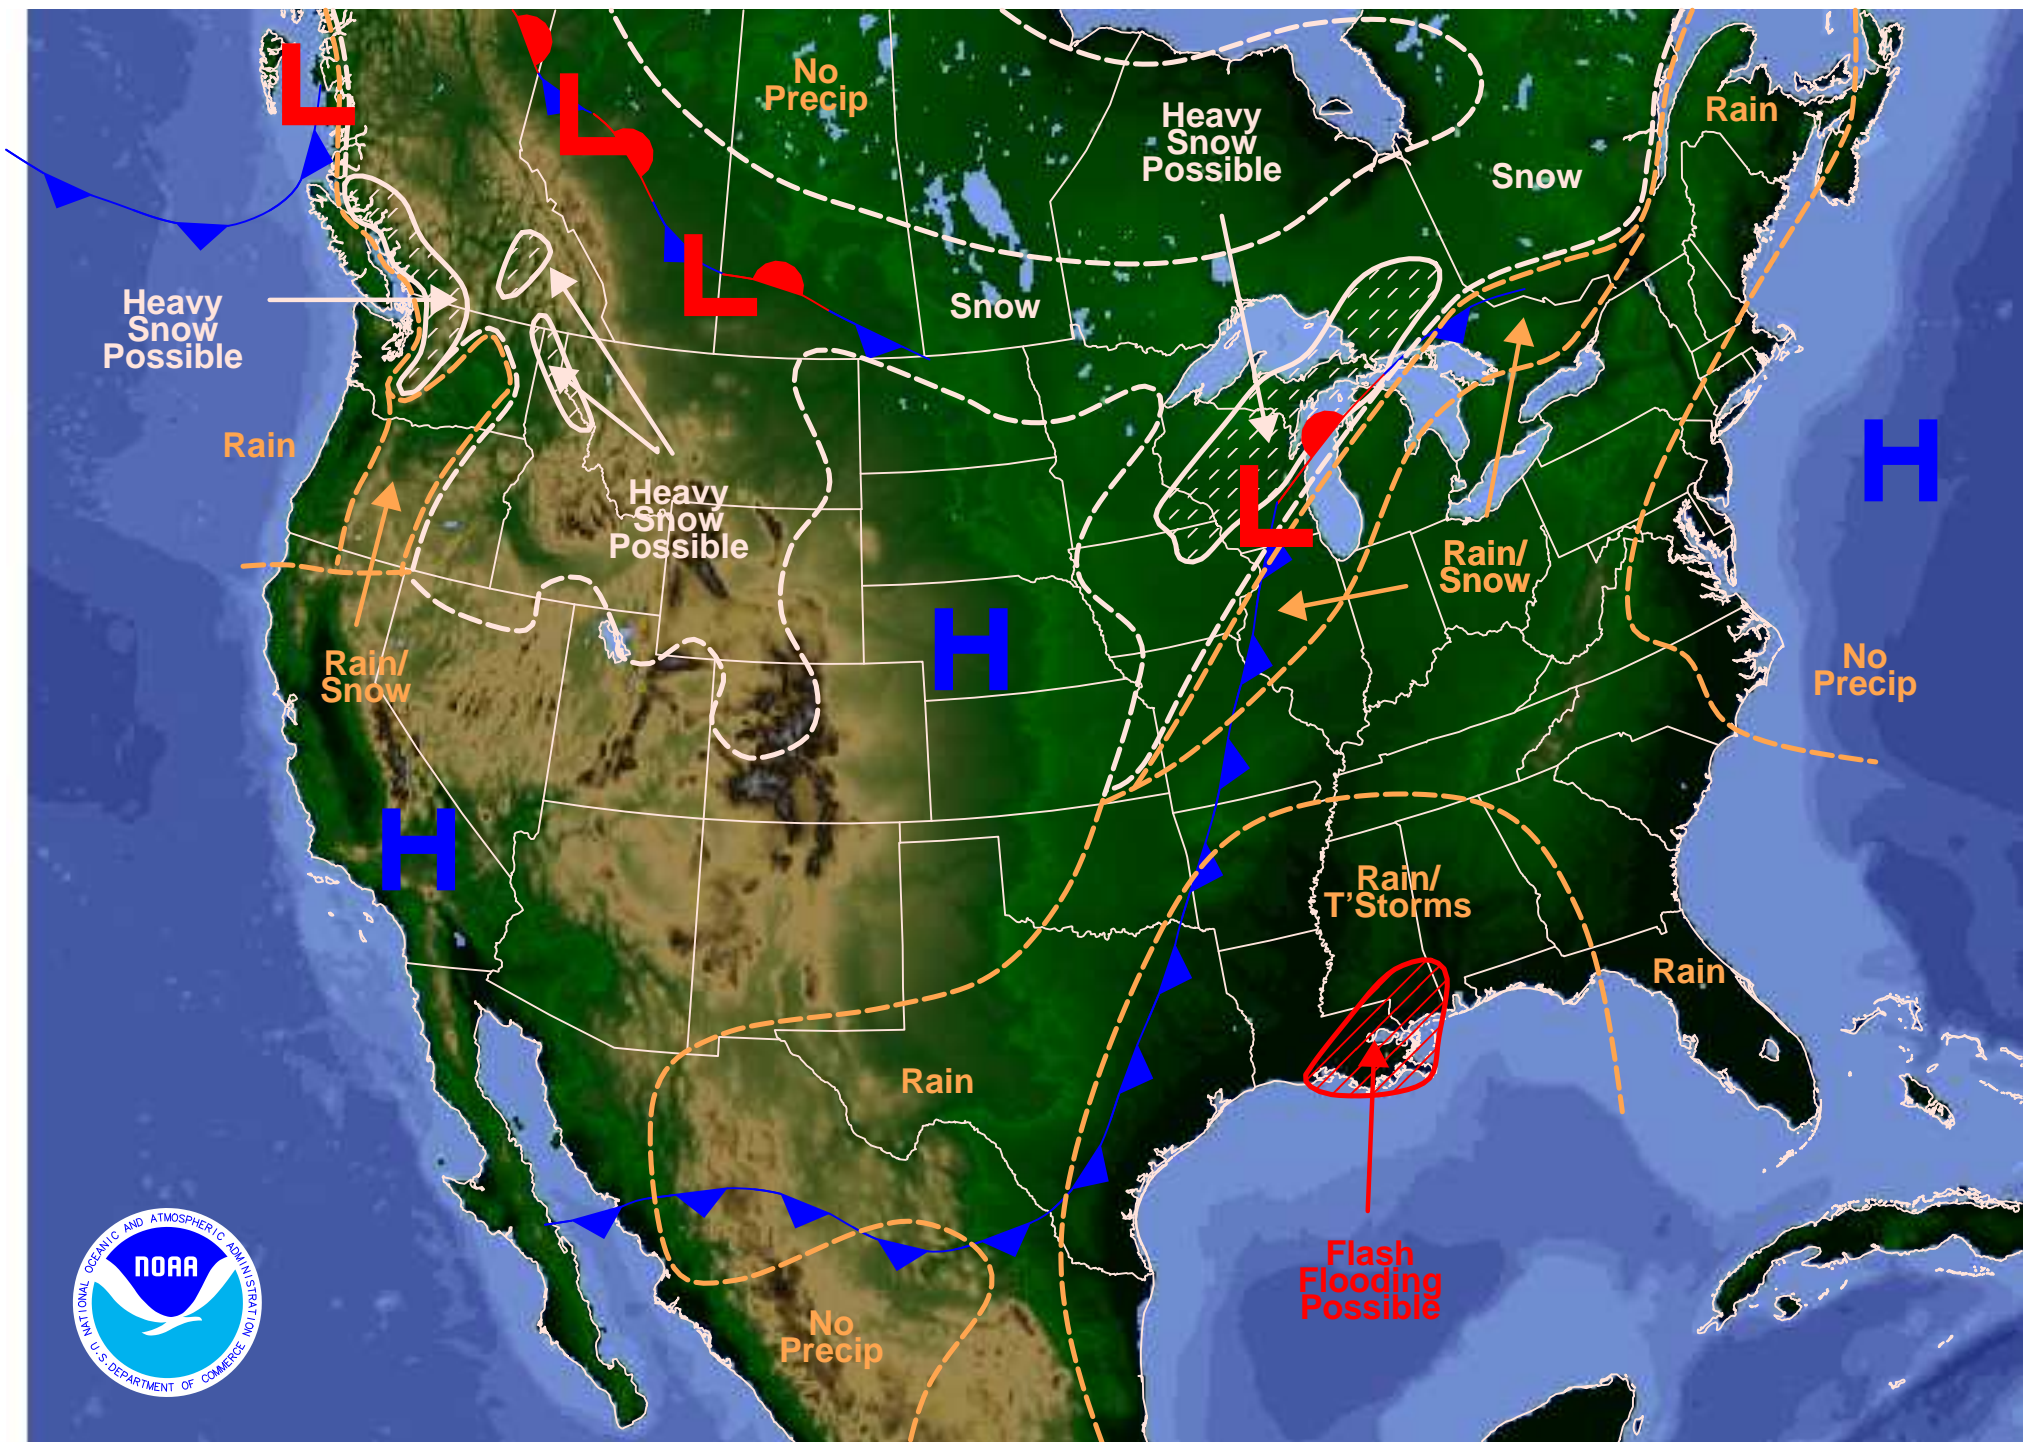 L
L
No
Precip
Heavy
Snow
Possible
Rain
Snow
L
Heavy
Snow
Possible
Snow
Rain
H
Heavy
Snow
Possible
L
Rain/
Snow
H
Rain/
Snow
No
Precip
H
Rain/
T'Storms
Rain
Rain
Flash
Flooding
Possible
No
Precip
NATIONAL OCEANIC AND ATMOSPHERIC ADMINISTRATION
NOAA
U.S. DEPARTMENT OF COMMERCE